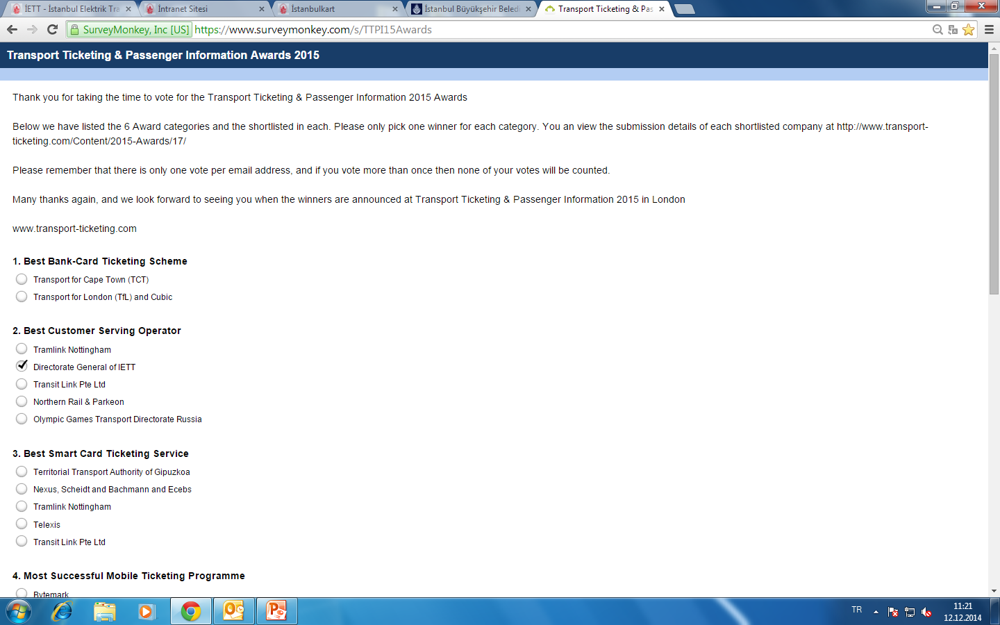 İETT - İstanbul Elektrik Tra
İntranet Sitesi
İstanbulkart
İstanbul Büyükşehir Beledi
Transport Ticketing & Pas
SurveyMonkey, Inc [US]
https://www.surveymonkey.com/s/TTPI15Awards
Transport Ticketing & Passenger Information Awards 2015
Thank you for taking the time to vote for the Transport Ticketing & Passenger Information 2015 Awards
Below we have listed the 6 Award categories and the shortlisted in each. Please only pick one winner for each category. You an view the submission details of each shortlisted company at http://www.transport-
ticketing.com/Content/2015-Awards/17/
Please remember that there is only one vote per email address, and if you vote more than once then none of your votes will be counted.
Many thanks again, and we look forward to seeing you when the winners are announced at Transport Ticketing & Passenger Information 2015 in London
www.transport-ticketing.com
1. Best Bank-Card Ticketing Scheme
Transport for Cape Town (TCT)
Transport for London (TfL) and Cubic
2. Best Customer Serving Operator
Tramlink Nottingham
Directorate General of IETT
Transit Link Pte Ltd
Northern Rail & Parkeon
Olympic Games Transport Directorate Russia
3. Best Smart Card Ticketing Service
Territorial Transport Authority of Gipuzkoa
Nexus, Scheidt and Bachmann and Ecebs
Tramlink Nottingham
Telexis
Transit Link Pte Ltd
4. Most Successful Mobile Ticketing Programme
Bytemark
TR
11:21
12.12.2014